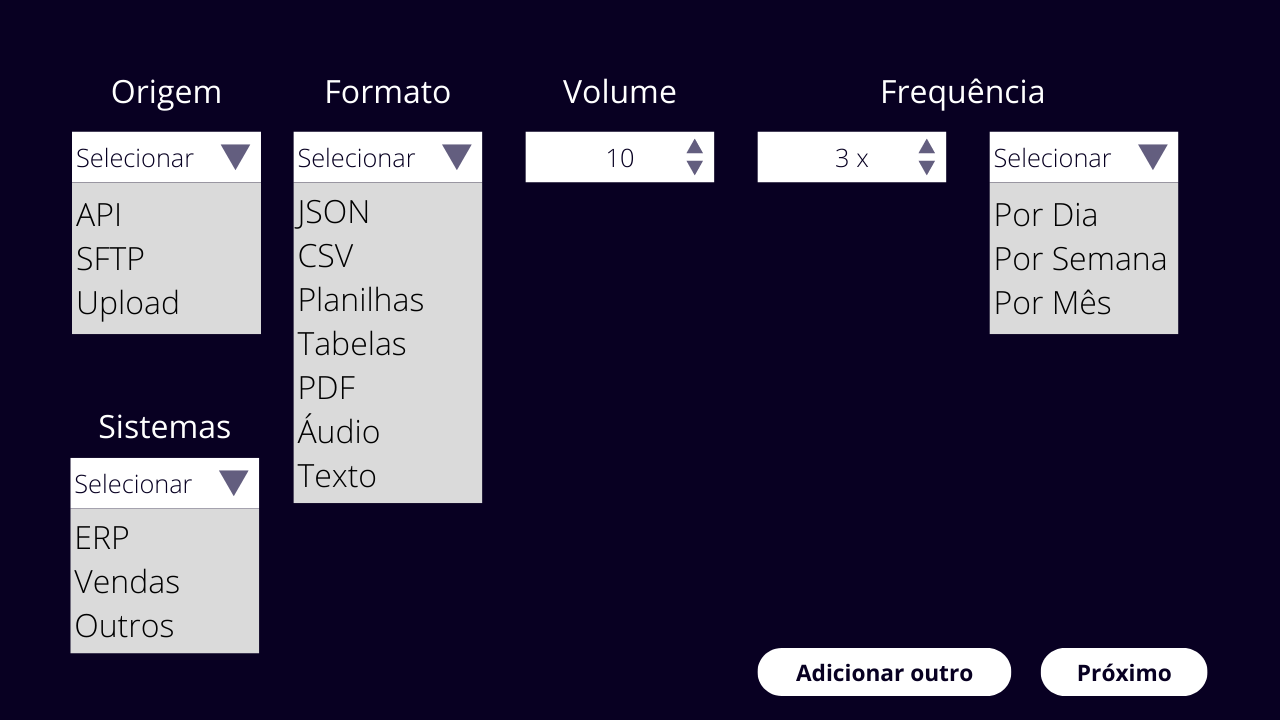 Origem
Formato
Volume
Frequência
Selecionar
Selecionar
10
3 x
Selecionar
API
SFTP
Upload
JSON
CSV
Planilhas
Tabelas
PDF
Áudio
Texto
Por Dia
Por Semana
Por Mês
Sistemas
Selecionar
ERP
Vendas
Outros
Adicionar outro
Próximo